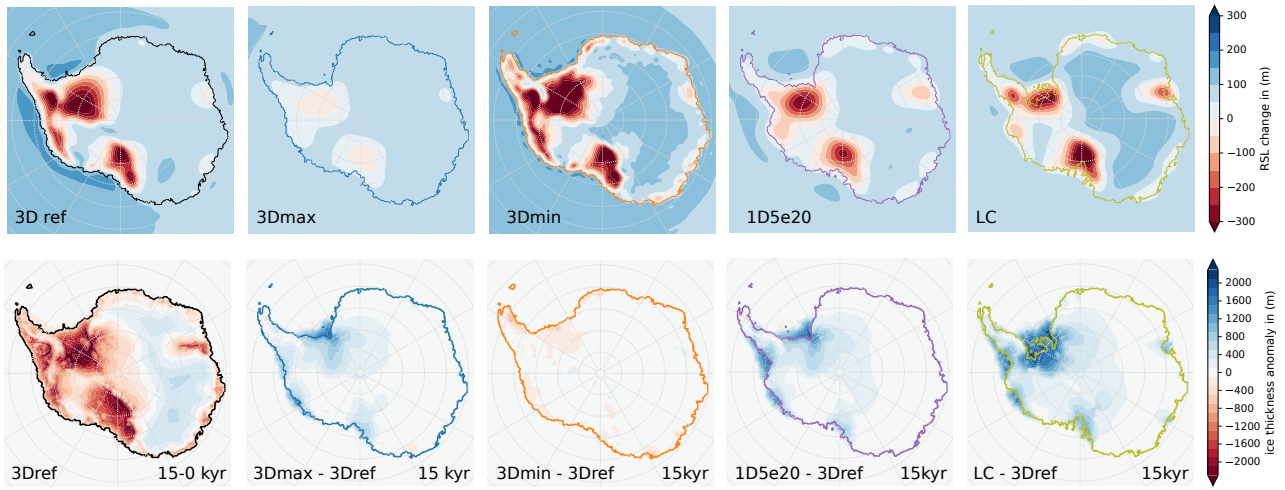 3D ref
3Dmax
3Dmin
1D5e20
LC
300
200
100
0
−100
−200
−300
RSL change in (m)
3Dref 15-0 kyr
3Dmax - 3Dref 15 kyr
3Dmin - 3Dref 15kyr
1D5e20 - 3Dref 15kyr
LC - 3Dref 15kyr
2000
1600
1200
800
400
0
−400
−800
−1200
−1600
−2000
ice thickness anomaly in (m)